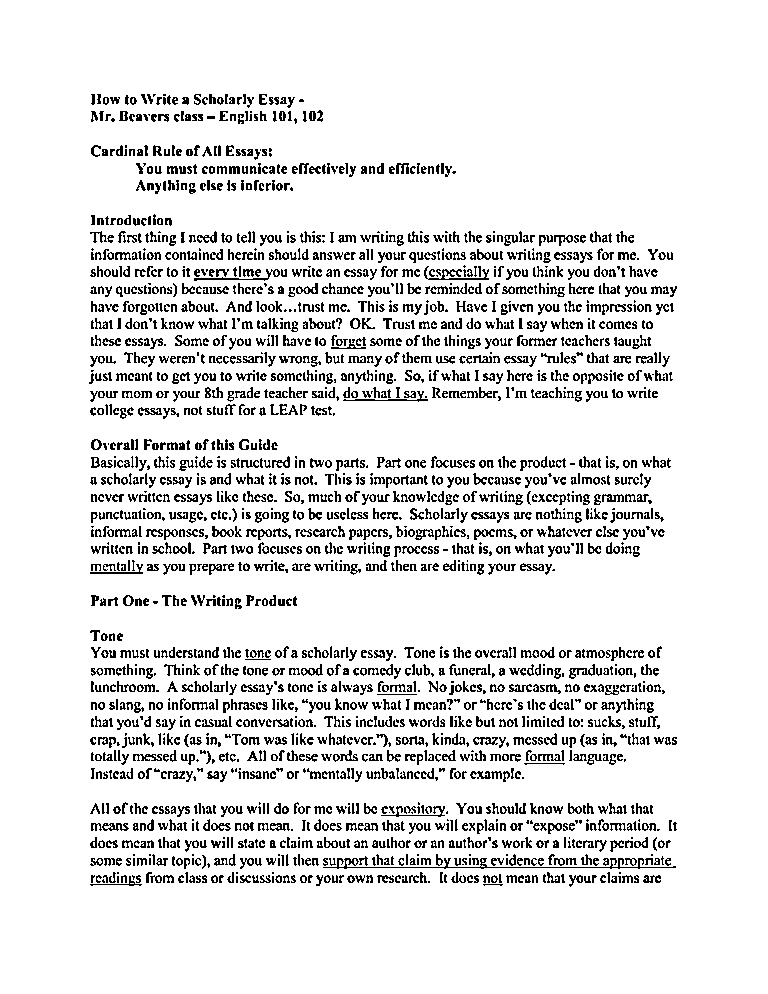 How to Write a Scholarly Essay -
Mr. Beavers class – English 101, 102
Cardinal Rule of All Essays:
You must communicate effectively and efficiently.
Anything else is inferior.
Introduction
The first thing I need to tell you is this: I am writing this with the singular purpose that the
information contained herein should answer all your questions about writing essays for me. You
should refer to it every time you write an essay for me (especially if you think you don't have
any questions) because there's a good chance you'll be reminded of something here that you may
have forgotten about. And look…trust me. This is my job. Have I given you the impression yet
that I don't know what I'm talking about? OK. Trust me and do what I say when it comes to
these essays. Some of you will have to forget some of the things your former teachers taught
you. They weren't necessarily wrong, but many of them use certain essay "rules" that are really
just meant to get you to write something, anything. So, if what I say here is the opposite of what
your mom or your 8th grade teacher said, do what I say. Remember, I'm teaching you to write
college essays, not stuff for a LEAP test.
Overall Format of this Guide
Basically, this guide is structured in two parts. Part one focuses on the product - that is, on what
a scholarly essay is and what it is not. This is important to you because you've almost surely
never written essays like these. So, much of your knowledge of writing (excepting grammar,
punctuation, usage, etc.) is going to be useless here. Scholarly essays are nothing like journals,
informal responses, book reports, research papers, biographies, poems, or whatever else you've
written in school. Part two focuses on the writing process - that is, on what you'll be doing
mentally as you prepare to write, are writing, and then are editing your essay.
Part One - The Writing Product
Tone
You must understand the tone of a scholarly essay. Tone is the overall mood or atmosphere of
something. Think of the tone or mood of a comedy club, a funeral, a wedding, graduation, the
lunchroom. A scholarly essay's tone is always formal. No jokes, no sarcasm, no exaggeration,
no slang, no informal phrases like, "you know what I mean?" or "here's the deal" or anything
that you'd say in casual conversation. This includes words like but not limited to: sucks, stuff,
crap, junk, like (as in, "Tom was like whatever."), sorta, kinda, crazy, messed up (as in, "that was
totally messed up."), etc. All of these words can be replaced with more formal language.
Instead of "crazy," say "insane" or "mentally unbalanced," for example.
All of the essays that you will do for me will be expository. You should know both what that
means and what it does not mean. It does mean that you will explain or "expose" information. It
does mean that you will state a claim about an author or an author's work or a literary period (or
some similar topic), and you will then support that claim by using evidence from the appropriate
readings from class or discussions or your own research. It does not mean that your claims are